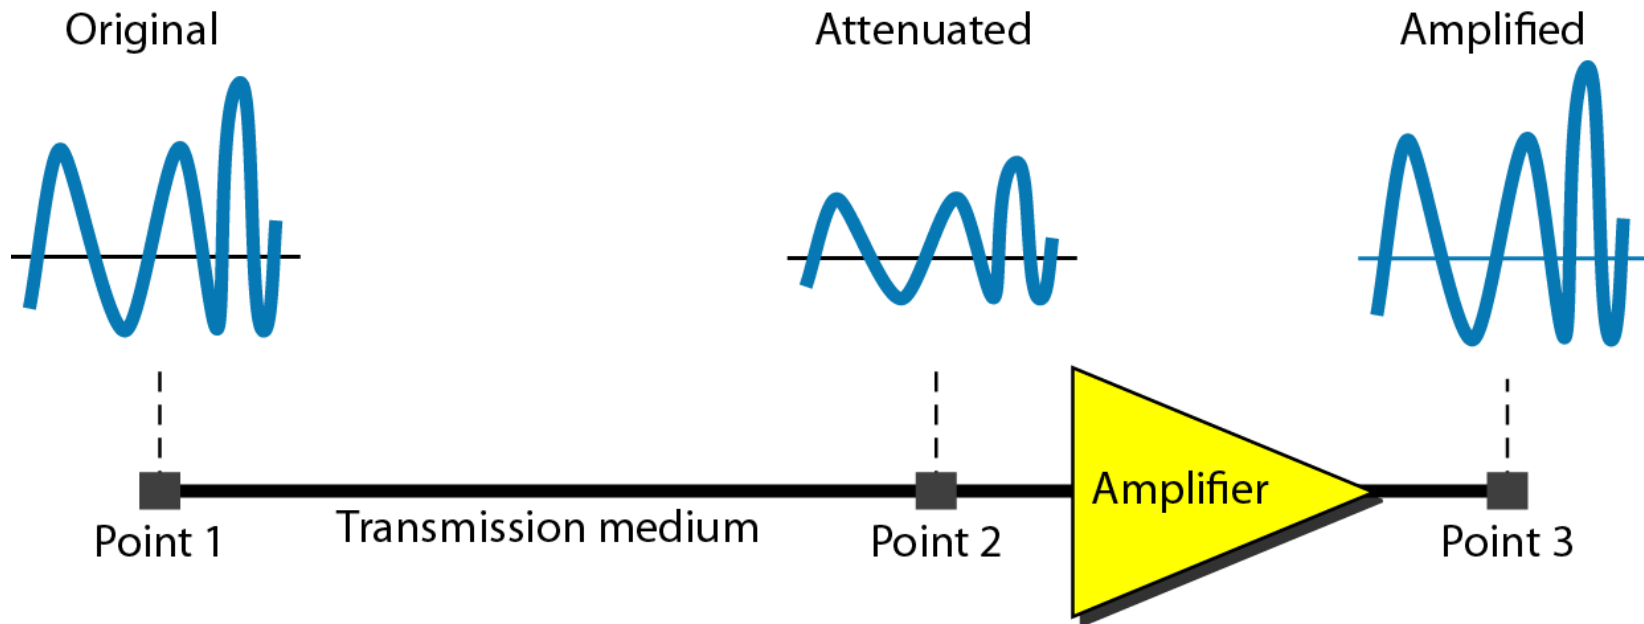 Original
Attenuated
Amplified
Amplifier
Transmission medium
Point 1
Point 2
Point 3